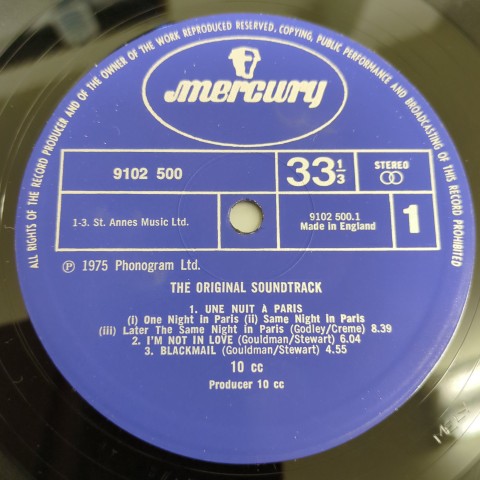 ALL RIGHTS OF THE RECORD PRODUCER AND OF THE OWNER OF THE WORK REPRODUCED RESERVED, COPYING, PUBLIC PERFORMANCE AND BROADCASTING OF THIS RECORD PROHIBITED
mercury
9102 500
33 1/3
STEREO
1-3. St. Annes Music Ltd.
9102 500.1
Made in England
1
Ⓟ 1975 Phonogram Ltd.
THE ORIGINAL SOUNDTRACK
1. UNE NUIT À PARIS
(i) One Night in Paris (ii) Same Night in Paris
(iii) Later The Same Night in Paris (Godley/Creme) 8.39
2. I'M NOT IN LOVE (Gouldman/Stewart) 6.04
3. BLACKMAIL (Gouldman/Stewart) 4.55
10 cc
Producer 10 cc